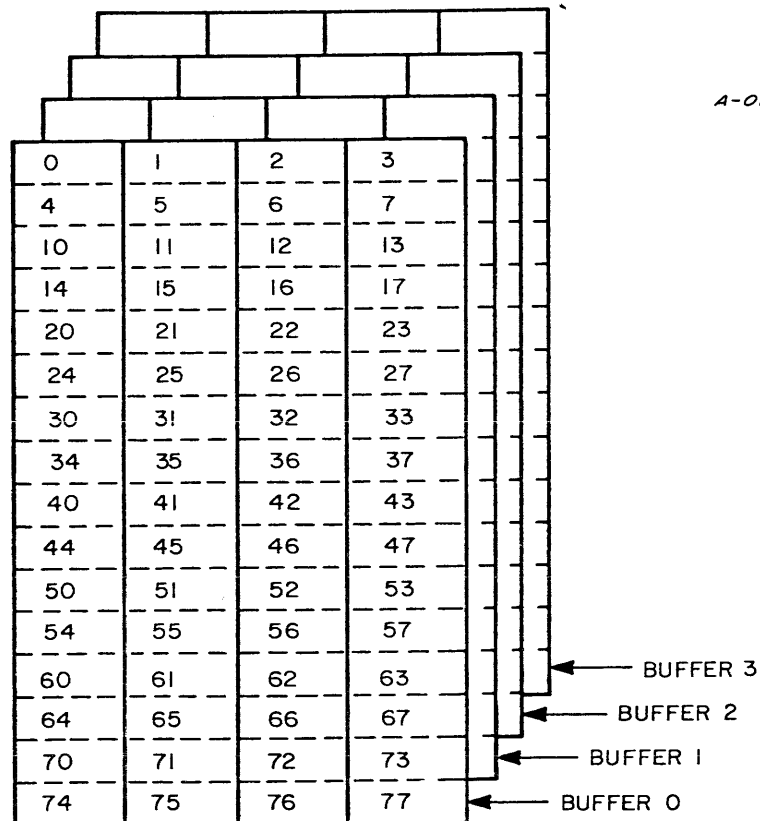 A-0
0 1 2 3
4 5 6 7
10 11 12 13
14 15 16 17
20 21 22 23
24 25 26 27
30 31 32 33
34 35 36 37
40 41 42 43
44 45 46 47
50 51 52 53
54 55 56 57
60 61 62 63
BUFFER 3
64 65 66 67
BUFFER 2
70 71 72 73
BUFFER 1
74 75 76 77
BUFFER 0